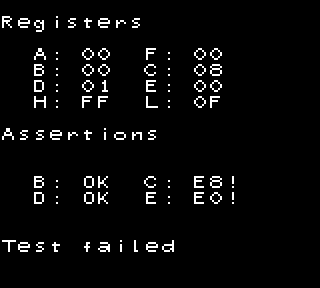 Registers
A: 00 F: 00
B: 00 C: 08
D: 01 E: 00
H: FF L: 0F
Assertions
B: OK C: E8!
D: OK E: E0!
Test failed